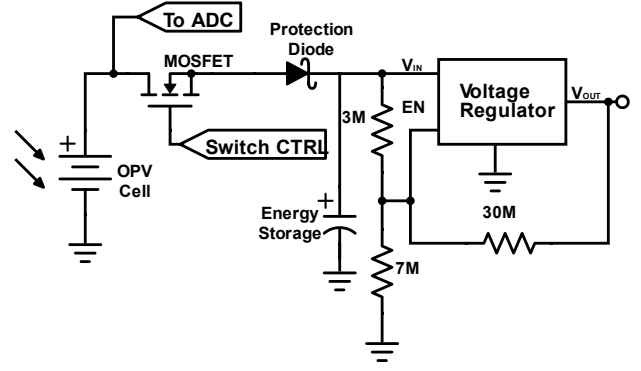 To ADC
MOSFET
Protection
Diode
VIN
EN
3M
Voltage
Regulator
VOUT
Switch CTRL
+
OPV
Cell
+
Energy
Storage
30M
7M